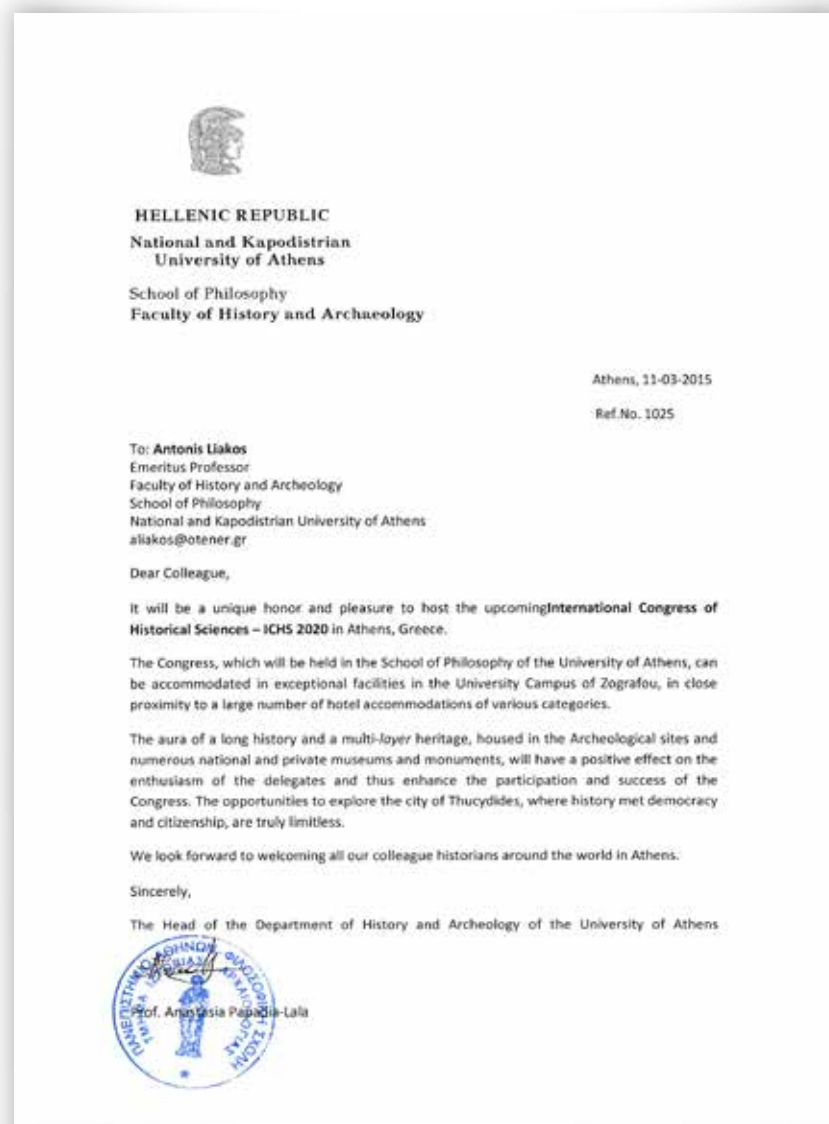 HELLENIC REPUBLIC
National and Kapodistrian
University of Athens
School of Philosophy
Faculty of History and Archaeology
Athens, 11-03-2015
Ref.No. 1025
To: Antonis Liakos
Emeritus Professor
Faculty of History and Archeology
School of Philosophy
National and Kapodistrian University of Athens
aliakos@otener.gr
Dear Colleague,
It will be a unique honor and pleasure to host the upcomingInternational Congress of
Historical Sciences – ICHS 2020 in Athens, Greece.
The Congress, which will be held in the School of Philosophy of the University of Athens, can
be accommodated in exceptional facilities in the University Campus of Zografou, in close
proximity to a large number of hotel accommodations of various categories.
The aura of a long history and a multi-layer heritage, housed in the Archeological sites and
numerous national and private museums and monuments, will have a positive effect on the
enthusiasm of the delegates and thus enhance the participation and success of the
Congress. The opportunities to explore the city of Thucydides, where history met democracy
and citizenship, are truly limitless.
We look forward to welcoming all our colleague historians around the world in Athens.
Sincerely,
The Head of the Department of History and Archeology of the University of Athens
ΠΑΝΕΠΙΣΤΗΜΙΟ ΑΘΗΝΩΝ ΦΙΛΟΣΟΦΙΚΗ ΣΧΟΛΗ
ΤΜΗΜΑ ΙΣΤΟΡΙΑΣ ΑΡΧΑΙΟΛΟΓΙΑΣ
Prof. Anastasia Papadia-Lala